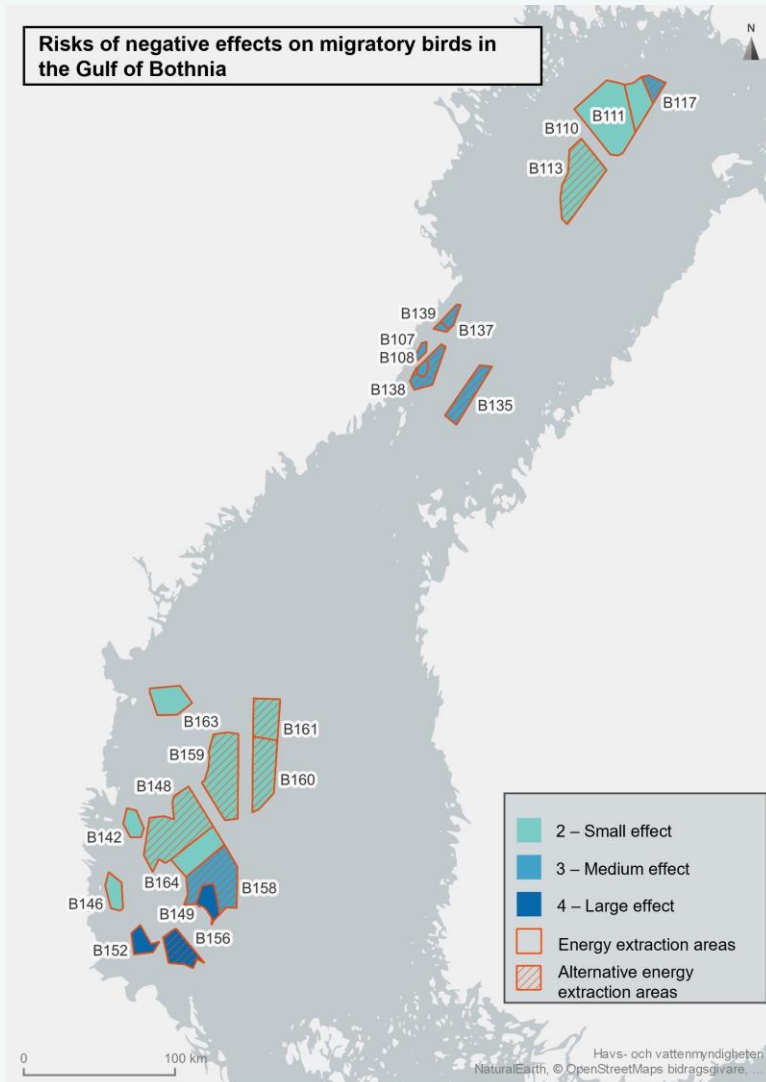 Risks of negative effects on migratory birds in
the Gulf of Bothnia
N
B117
B111
B110
B113
B139
B137
B107
B108
B138
B135
B163
B161
B159
B160
B148
B142
B164
B158
B146
B149
B156
B152
2 – Small effect
3 – Medium effect
4 – Large effect
Energy extraction areas
Alternative energy
extraction areas
0
100 km
Havs- och vattenmyndigheten
NaturalEarth, © OpenStreetMaps bidragsgivare, ...